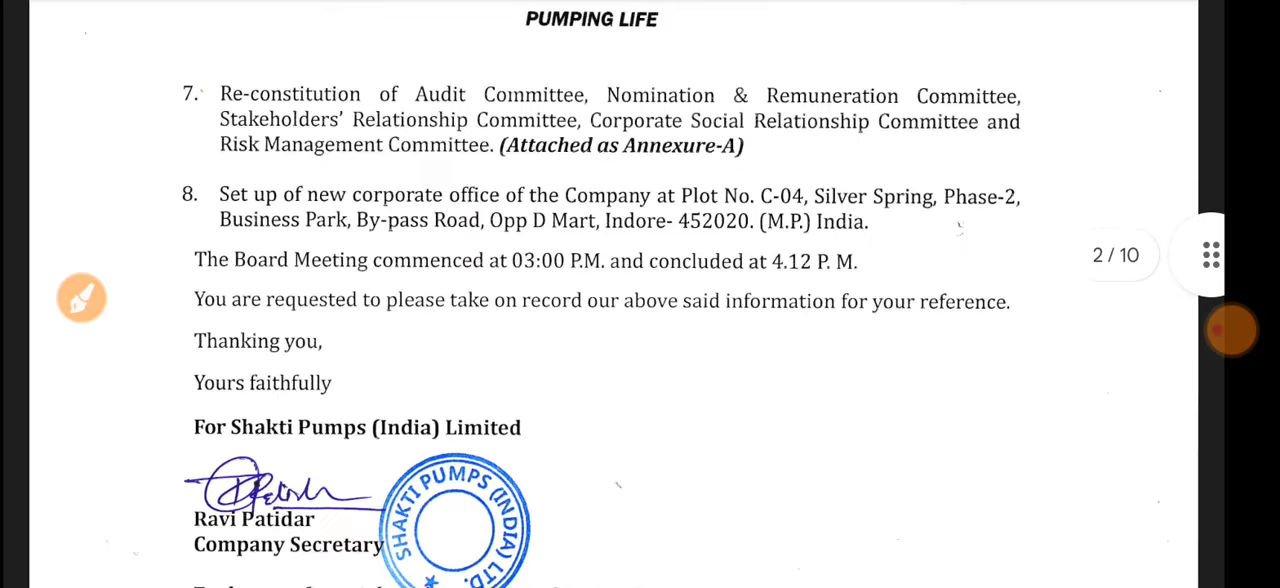 PUMPING LIFE
7. Re-constitution of Audit Committee, Nomination & Remuneration Committee,
Stakeholders' Relationship Committee, Corporate Social Relationship Committee and
Risk Management Committee. (Attached as Annexure-A)
8. Set up of new corporate office of the Company at Plot No. C-04, Silver Spring, Phase-2,
Business Park, By-pass Road, Opp D Mart, Indore- 452020. (M.P.) India.
2 / 10
The Board Meeting commenced at 03:00 P.M. and concluded at 4.12 P. M.
You are requested to please take on record our above said information for your reference.
Thanking you,
Yours faithfully
For Shakti Pumps (India) Limited
SHAKTI PUMPS (INDIA) LTD.
Ravi Patidar
Company Secretary